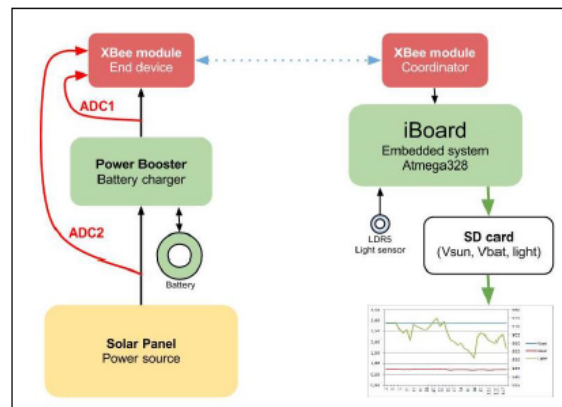 XBee module
End device
XBee module
Coordinator
ADC1
iBoard
Embedded system
Atmega328
Power Booster
Battery charger
ADC2
LDR5
Light sensor
SD card
(Vsun, Vbat, light)
Battery
Solar Panel
Power source